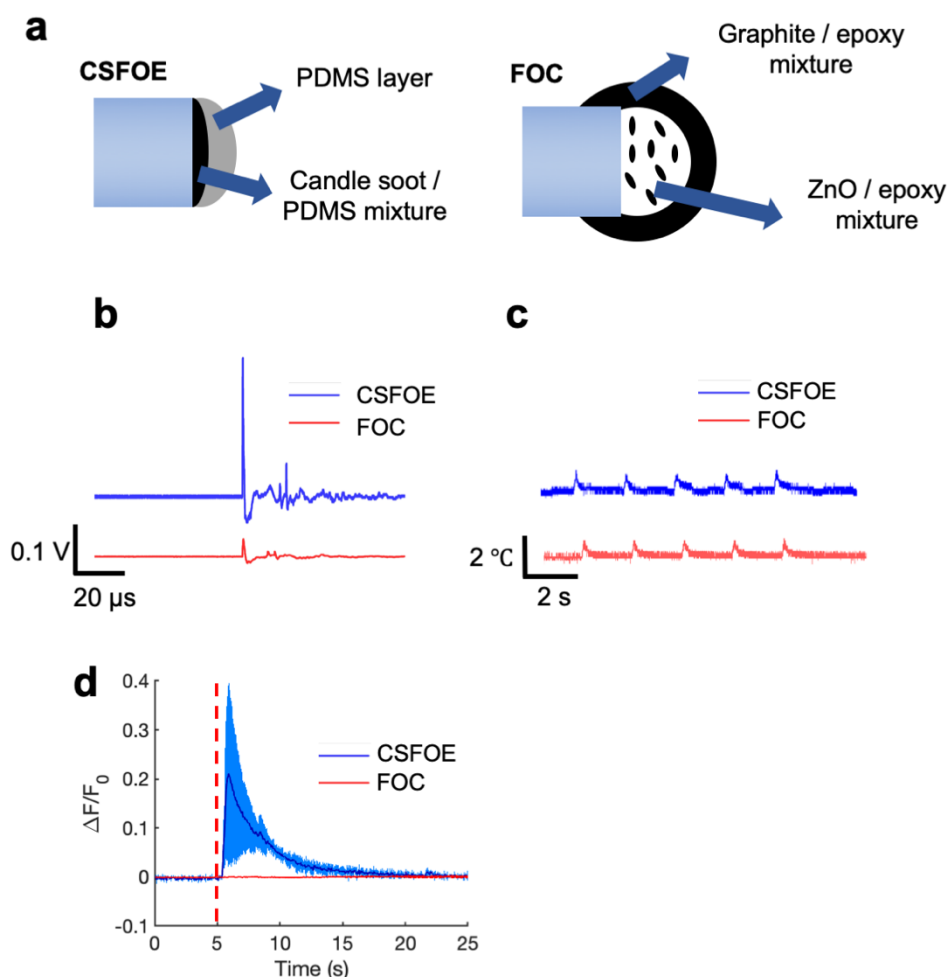 a
CSFOE
PDMS layer
Candle soot /
PDMS mixture
FOC
Graphite / epoxy
mixture
ZnO / epoxy
mixture
b
CSFOE
FOC
0.1 V
20 μs
c
CSFOE
FOC
2 ℃
2 s
d
0.4
0.3
0.2
0.1
0
-0.1
ΔF/F0
CSFOE
FOC
0
5
10
15
20
25
Time (s)